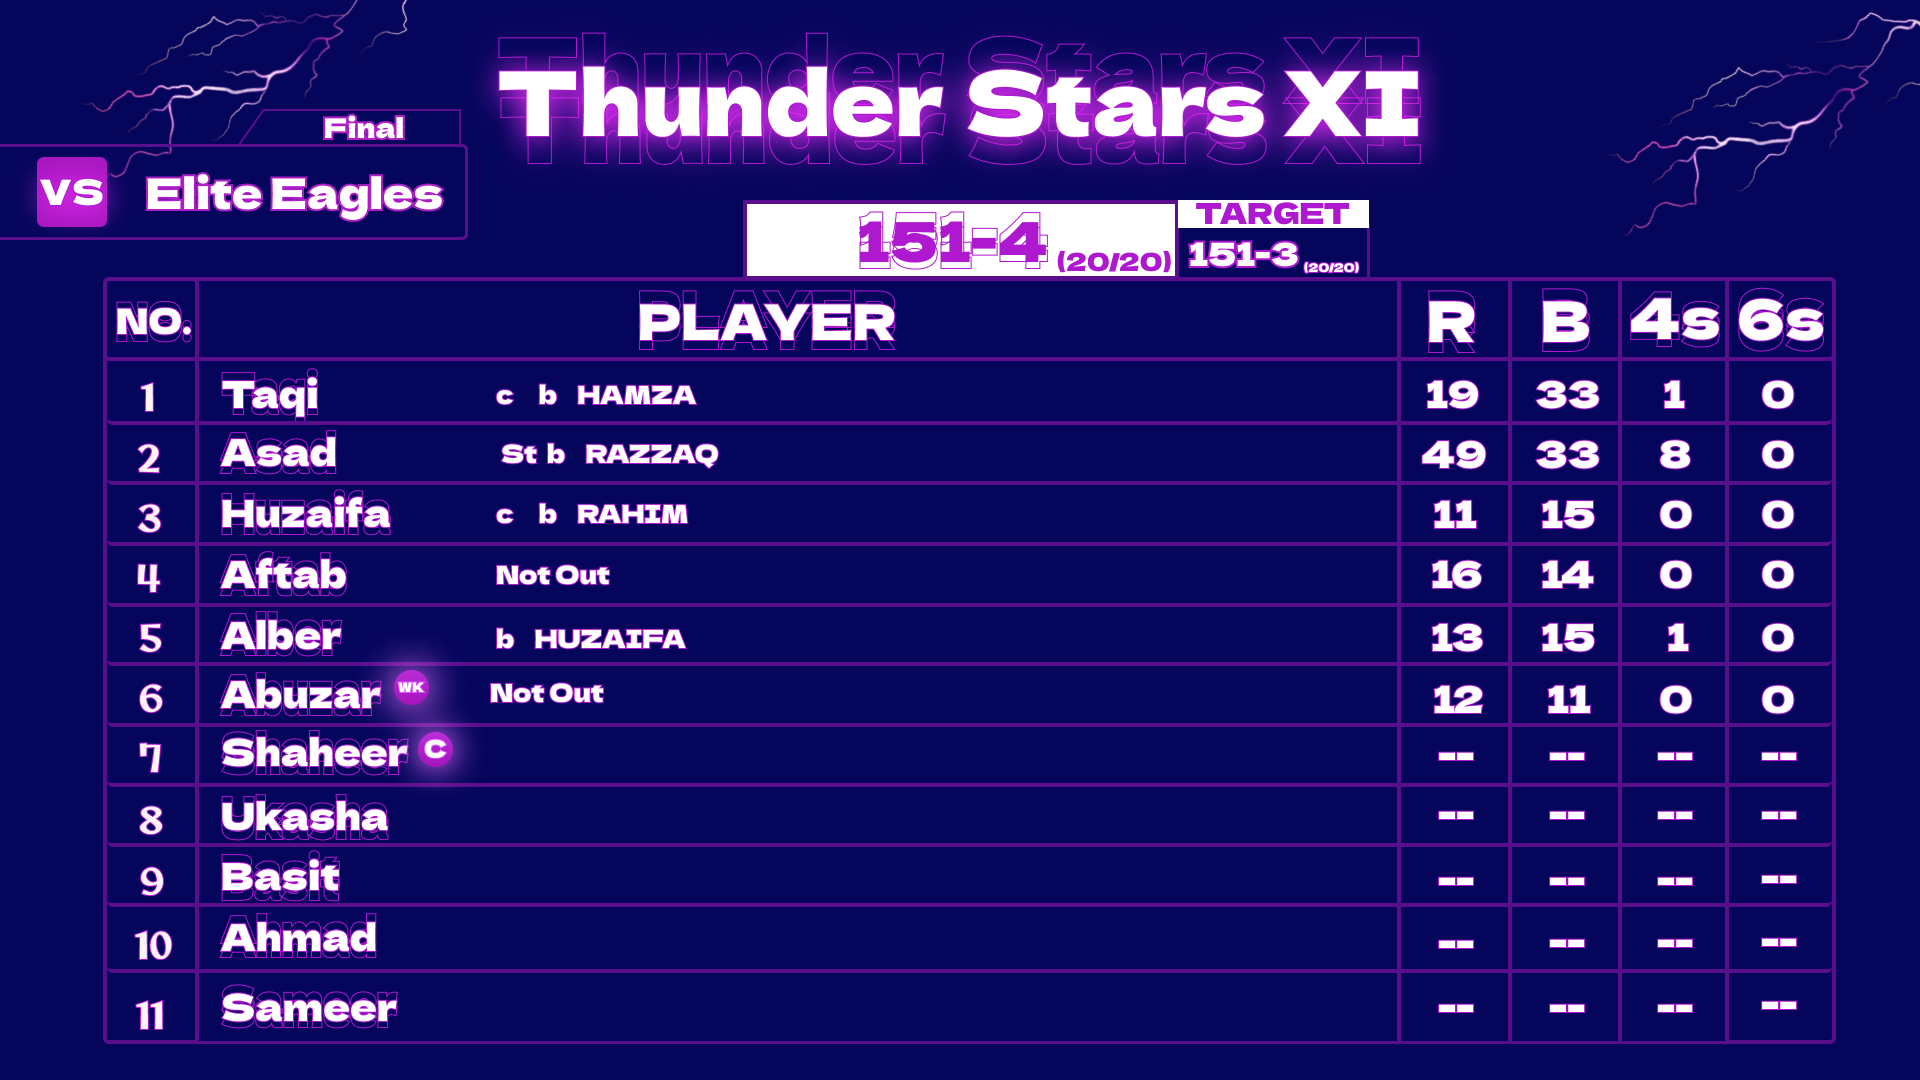 Thunder Stars XI
Final
VS Elite Eagles
151-4 (20/20) TARGET
151-3 (20/20)
NO. PLAYER R B 4s 6s
1 Taqi c b HAMZA 19 33 1 0
2 Asad St b RAZZAQ 49 33 8 0
3 Huzaifa c b RAHIM 11 15 0 0
4 Aftab Not Out 16 14 0 0
5 Alber b HUZAIFA 13 15 1 0
6 Abuzar WK Not Out 12 11 0 0
7 Shaheer C -- -- -- --
8 Ukasha -- -- -- --
9 Basit -- -- -- --
10 Ahmad -- -- -- --
11 Sameer -- -- -- --